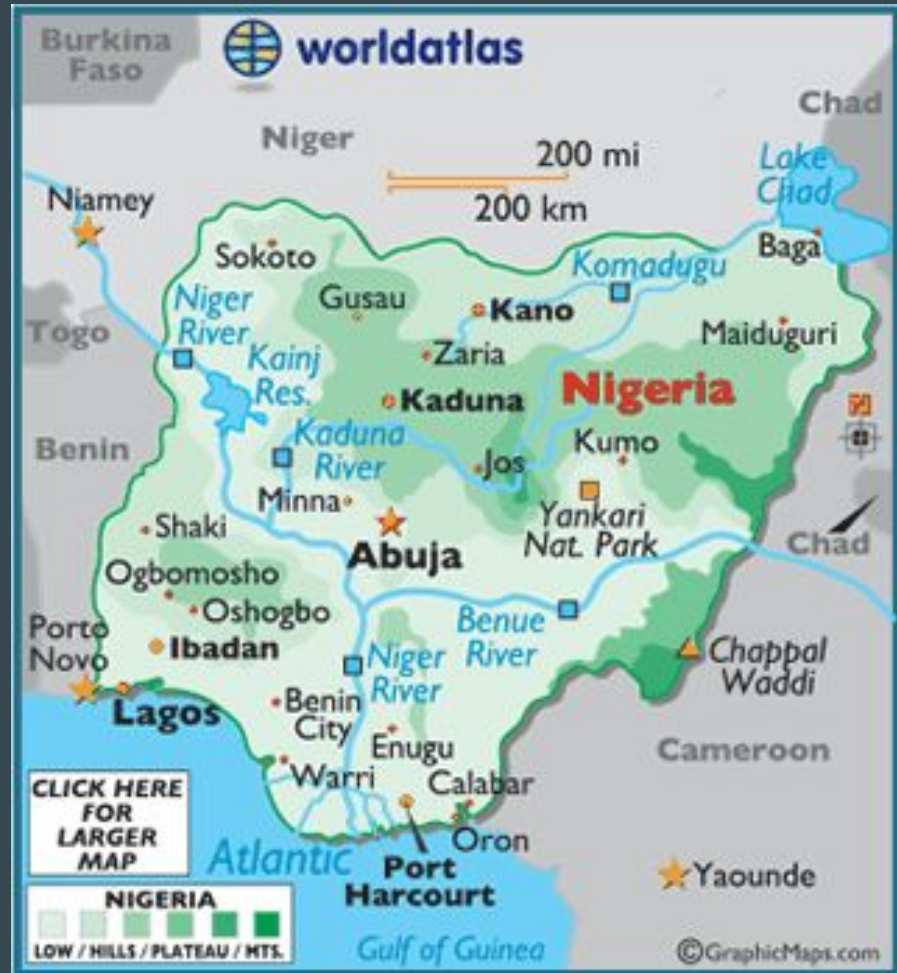 Burkina
Faso
worldatlas
Chad
Niger
200 mi
200 km
Lake
Chad
Niamey
Sokoto
Baga
Komadugu
Niger
River
Gusau
Kano
Togo
Kainj
Res.
Zaria
Maiduguri
Nigeria
Kaduna
N
Benin
Kaduna
River
Jos
Kumo
Minna
Yankari
Nat. Park
Shaki
Abuja
Chad
Ogbomosho
Oshogbo
Porto
Novo
Ibadan
Benue
River
Niger
River
Chappal
Waddi
Lagos
Benin
City
Enugu
Cameroon
Warri
Calabar
CLICK HERE
FOR
LARGER
MAP
Oron
Atlantic
Port
Harcourt
Yaounde
NIGERIA
LOW / HILLS / PLATEAU / MTS.
Gulf of Guinea
©GraphicMaps.com